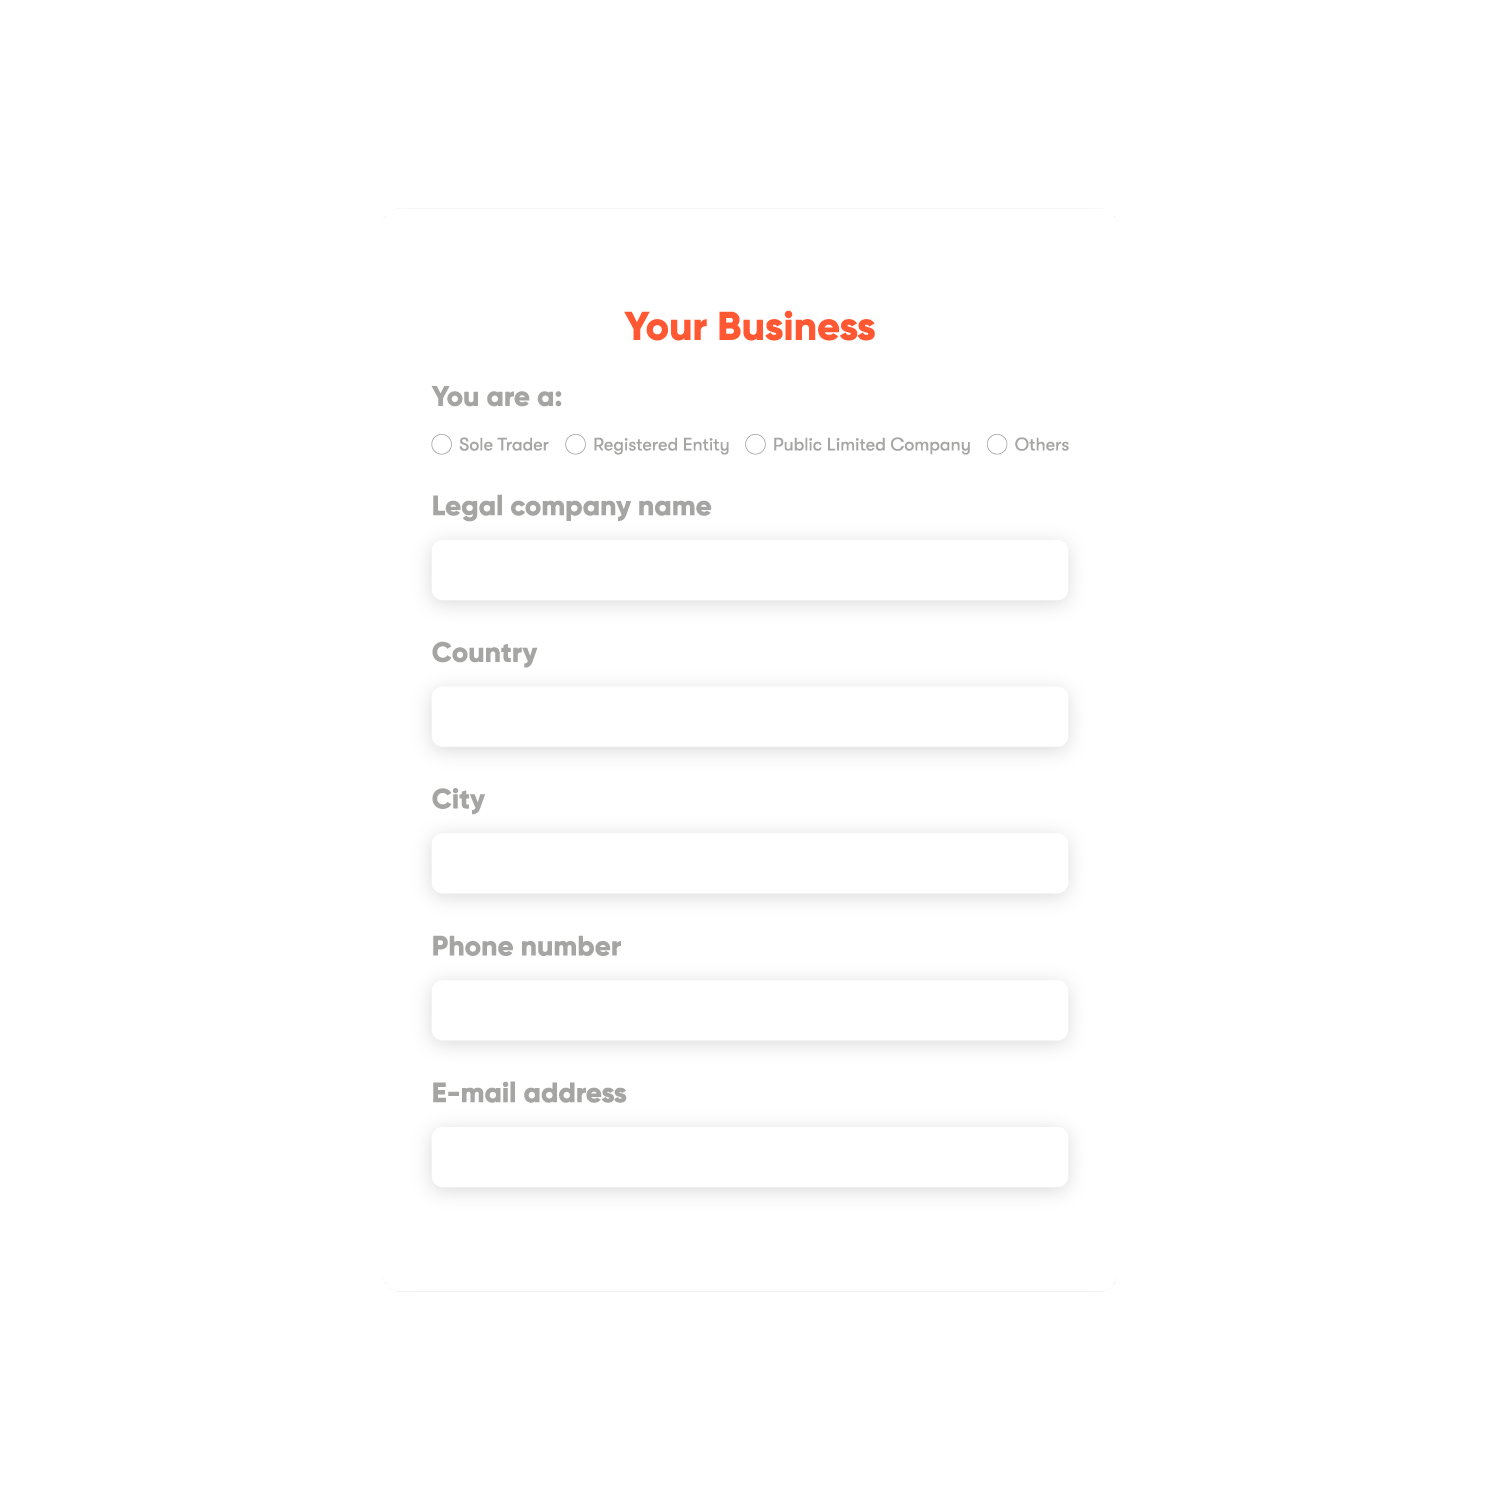 Your Business
You are a:
Sole Trader Registered Entity Public Limited Company Others
Legal company name
Country
City
Phone number
E-mail address